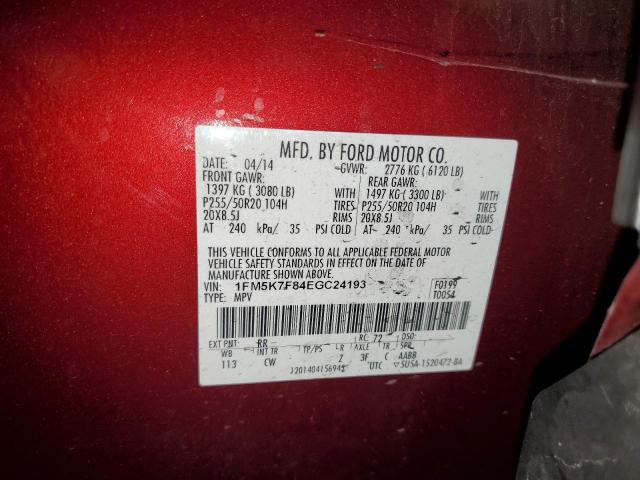 MFD. BY FORD MOTOR CO.
DATE: 04/14 GVWR: 2776 KG ( 6120 LB)
FRONT GAWR: REAR GAWR:
1397 KG ( 3080 LB) WITH 1497 KG ( 3300 LB) WITH
P255/50R20 104H TIRES P255/50R20 104H TIRES
20X8.5J RIMS 20X8.5J RIMS
AT 240 kPa/ 35 PSI COLD AT 240 kPa/ 35 PSI COLD
THIS VEHICLE CONFORMS TO ALL APPLICABLE FEDERAL MOTOR
VEHICLE SAFETY STANDARDS IN EFFECT ON THE DATE OF
MANUFACTURE SHOWN ABOVE.
VIN: 1FM5K7F84EGC24193 F0199
TYPE: MPV T0054
EXT PNT: RR RC: 72 DSO:
WB INT TR TP/PS R AXLE TR SPR
113 CW Z 3F C AABB
UTC